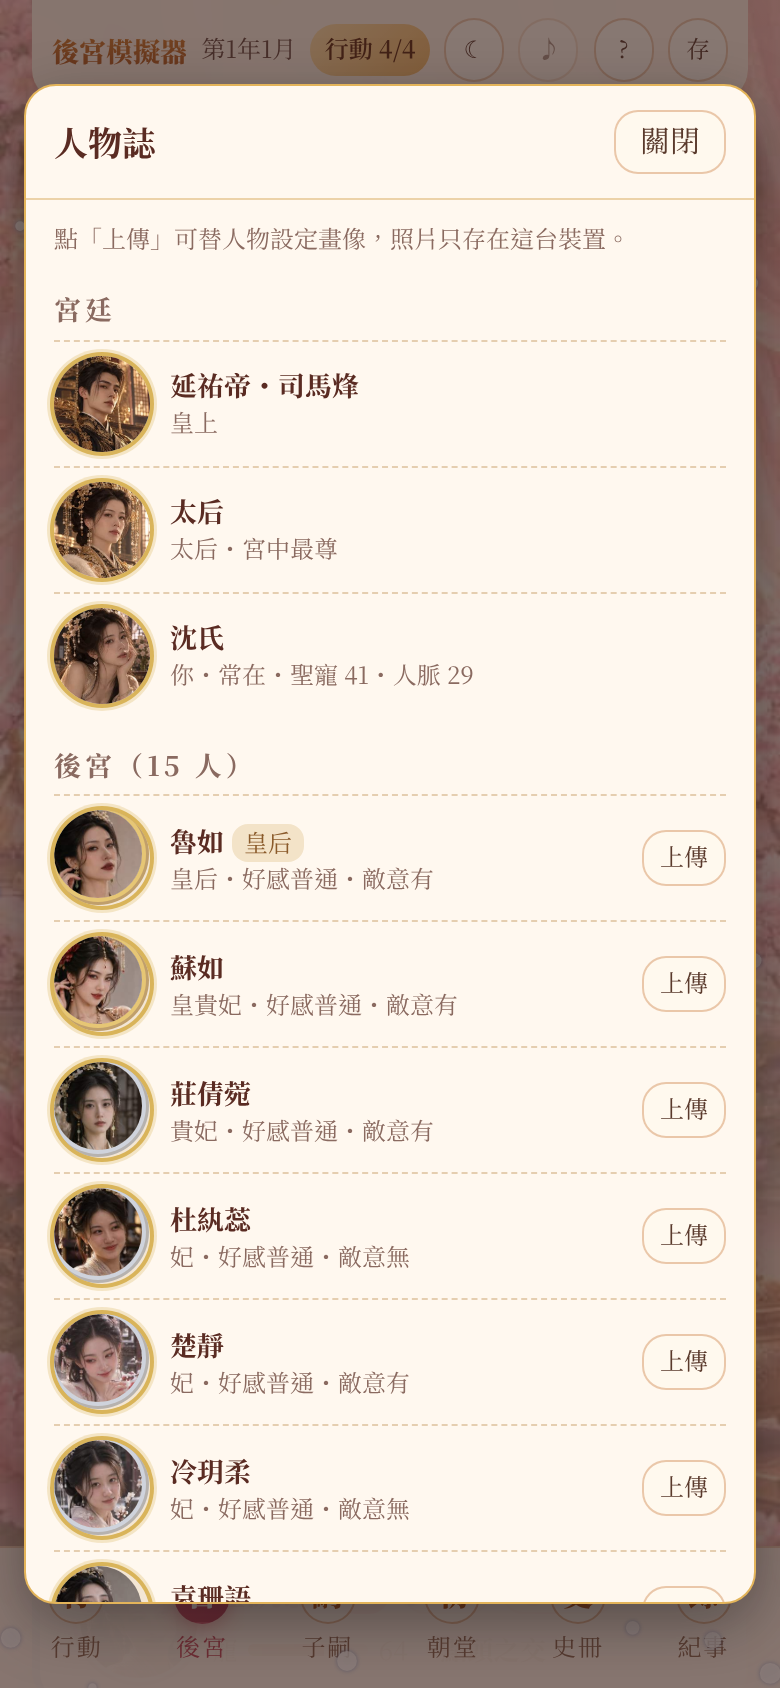 後宮模擬器 第1年1月 行動 4/4 ☾ ♪ ? 存
人物誌 關閉
點「上傳」可替人物設定畫像，照片只存在這台裝置。
宮廷
延祐帝・司馬烽
皇上
太后
太后・宮中最尊
沈氏
你・常在・聖寵 41・人脈 29
後宮（15 人）
魯如 皇后
皇后・好感普通・敵意有
上傳
蘇如
皇貴妃・好感普通・敵意有
上傳
莊倩菀
貴妃・好感普通・敵意有
上傳
杜紈蕊
妃・好感普通・敵意無
上傳
楚靜
妃・好感普通・敵意有
上傳
冷玥柔
妃・好感普通・敵意無
上傳
袁珊語
行動 後宮 子嗣 朝堂 史冊 紀事